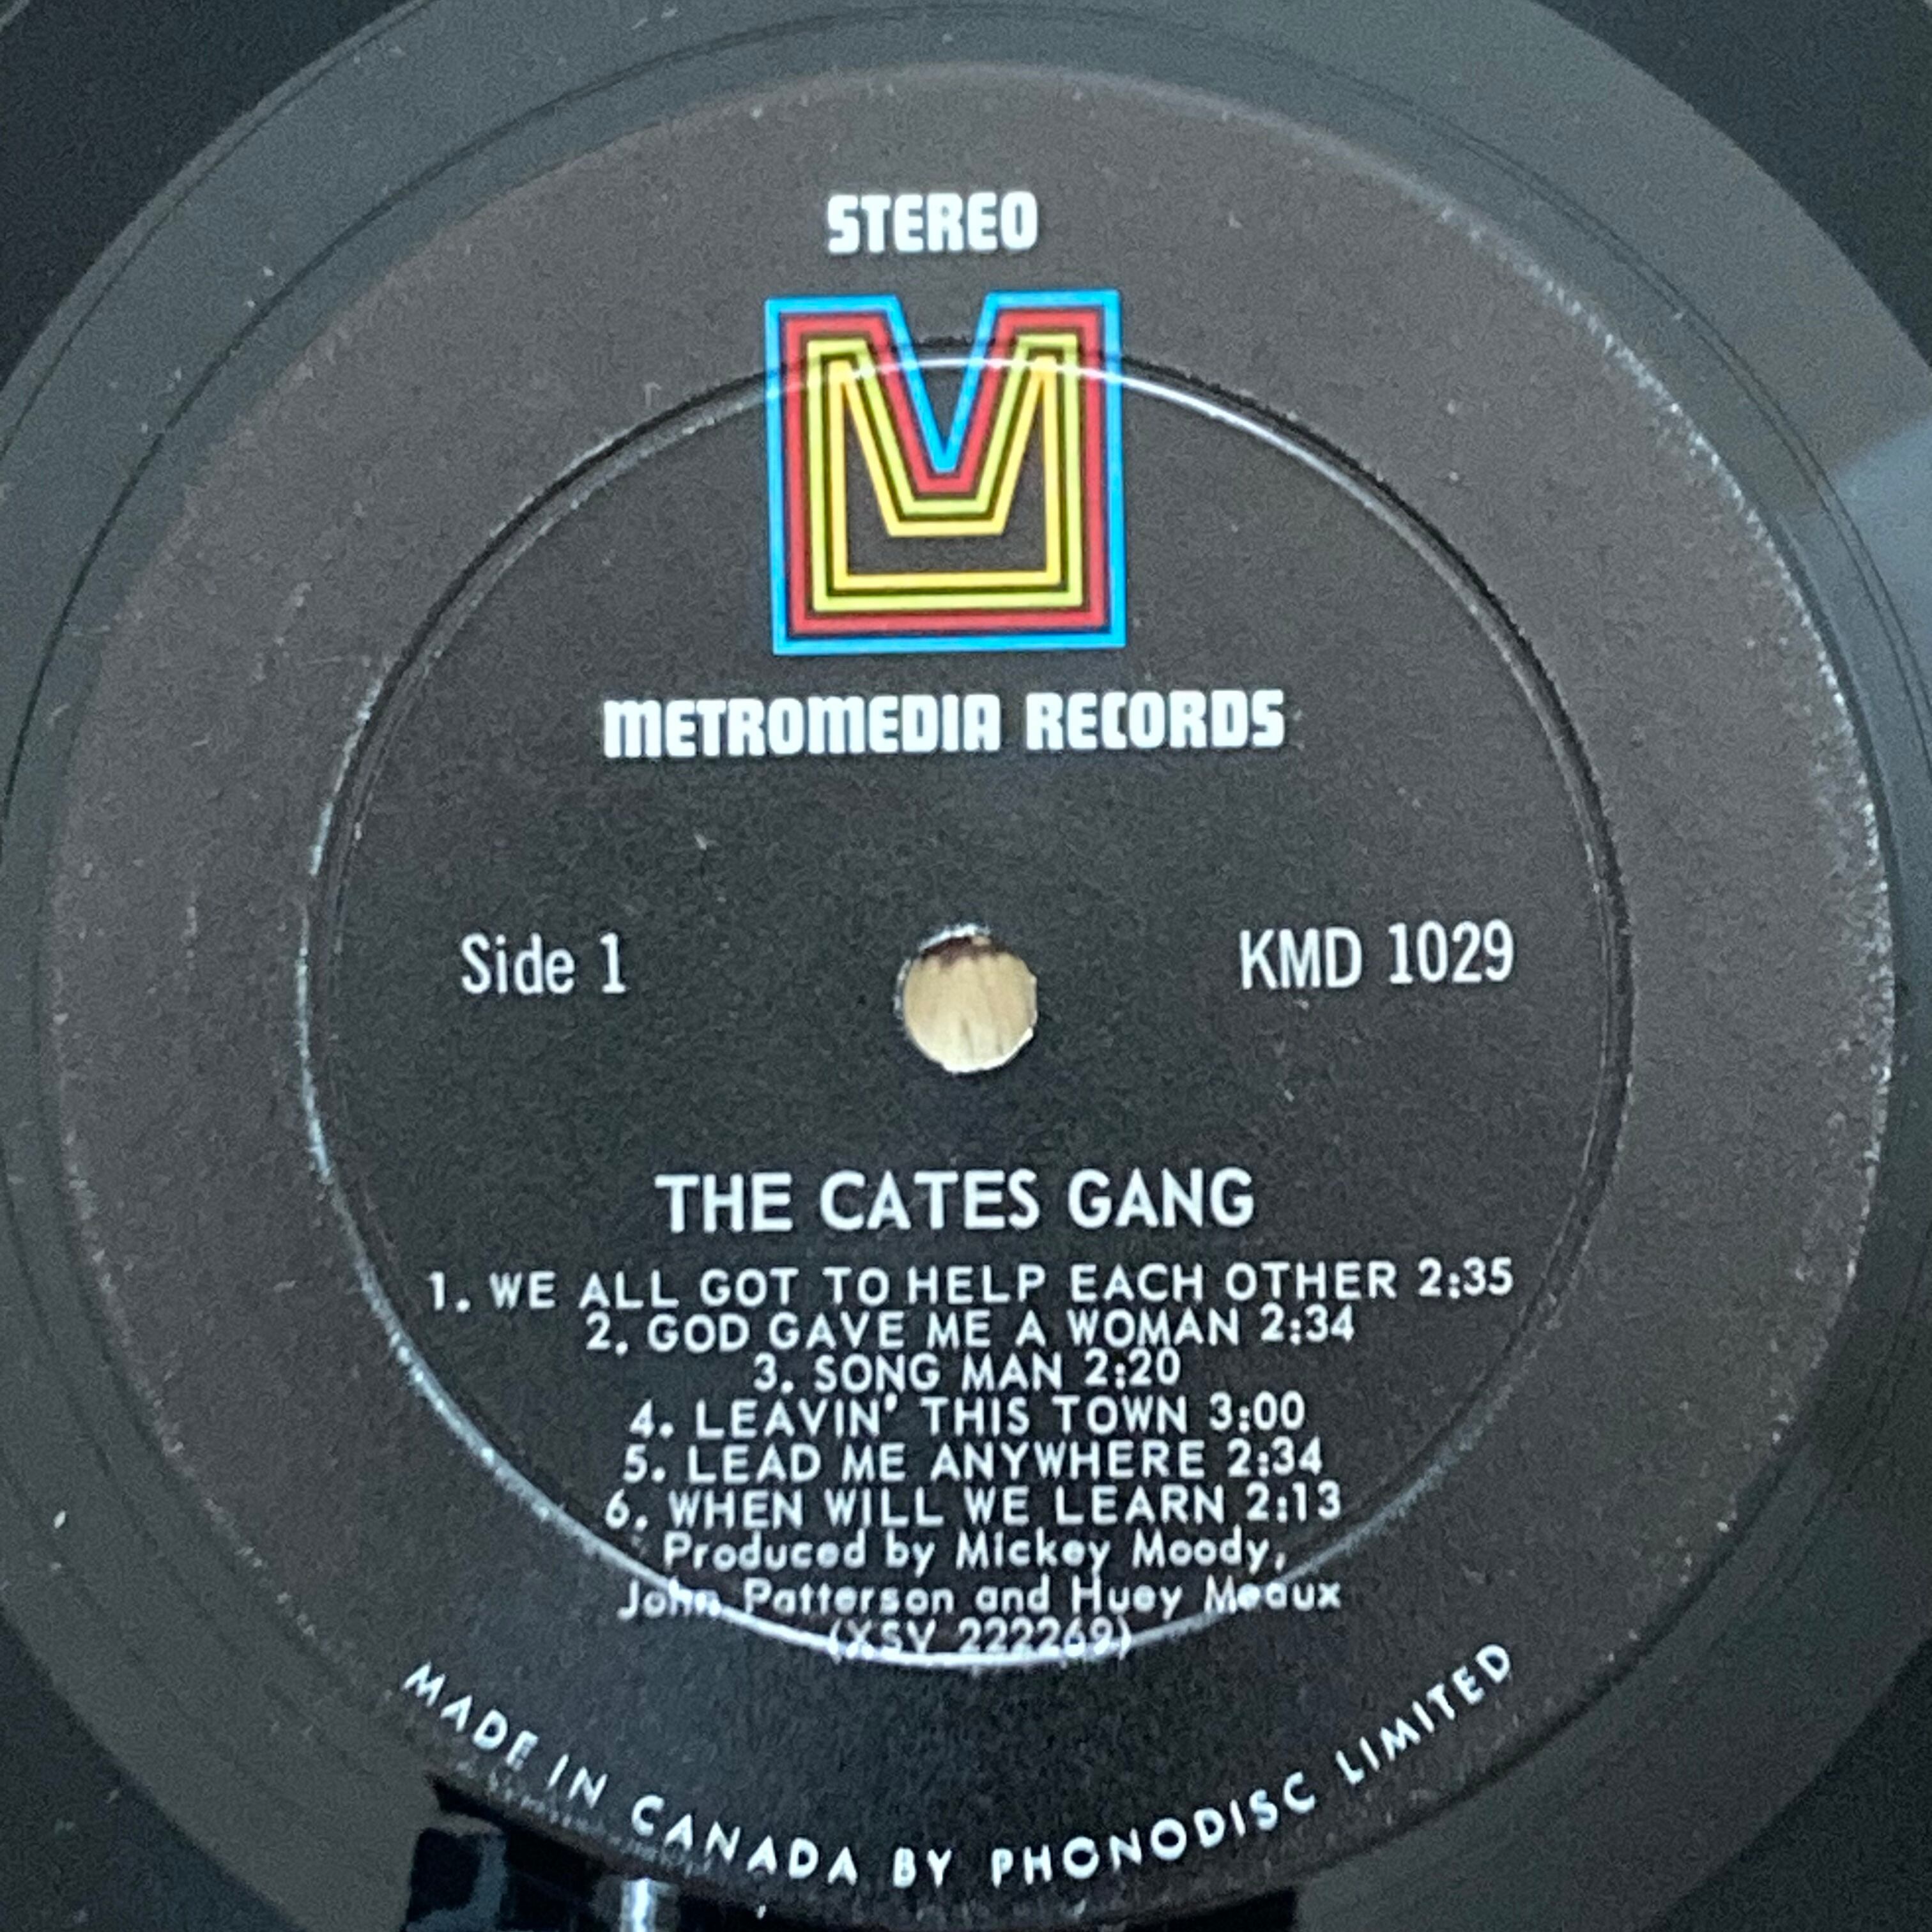 STEREO
METROMEDIA RECORDS
Side 1
KMD 1029
THE CATES GANG
1. WE ALL GOT TO HELP EACH OTHER 2:35
2. GOD GAVE ME A WOMAN 2:34
3. SONG MAN 2:20
4. LEAVIN' THIS TOWN 3:00
5. LEAD ME ANYWHERE 2:34
6. WHEN WILL WE LEARN 2:13
Produced by Mickey Moody,
John Patterson and Huey Meaux
(XSV 222269)
MADE IN CANADA BY PHONODISC LIMITED